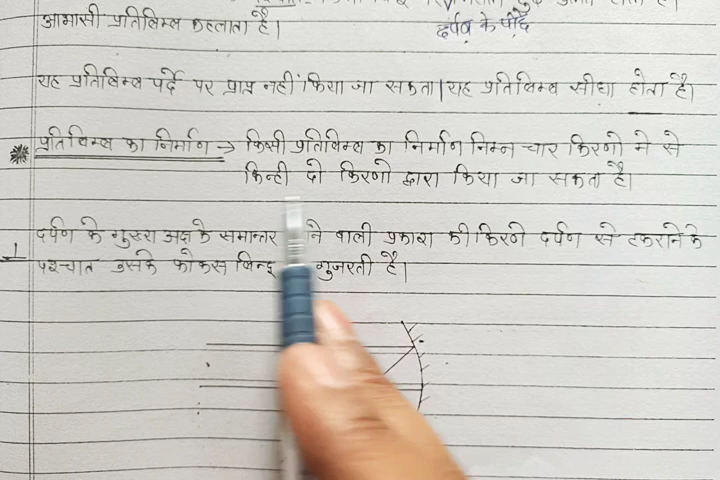 आभासी प्रतिबिम्ब कहलाता है।
दर्पण के पीछे
यह प्रतिबिम्ब पर्दे पर प्राप्त नहीं किया जा सकता। यह प्रतिबिम्ब सीधा होता है।
प्रतिबिम्ब का निर्माण → किसी प्रतिबिम्ब का निर्माण निम्न चार किरणो मे से
किन्ही दो किरणो द्वारा किया जा सकता है।
दर्पण के मुख्य अक्ष के समान्तर ने वाली प्रकाश की किरणे दर्पण से टकराने के
1 पश्चात उसके फोकस बिन्दु गुजरती है।